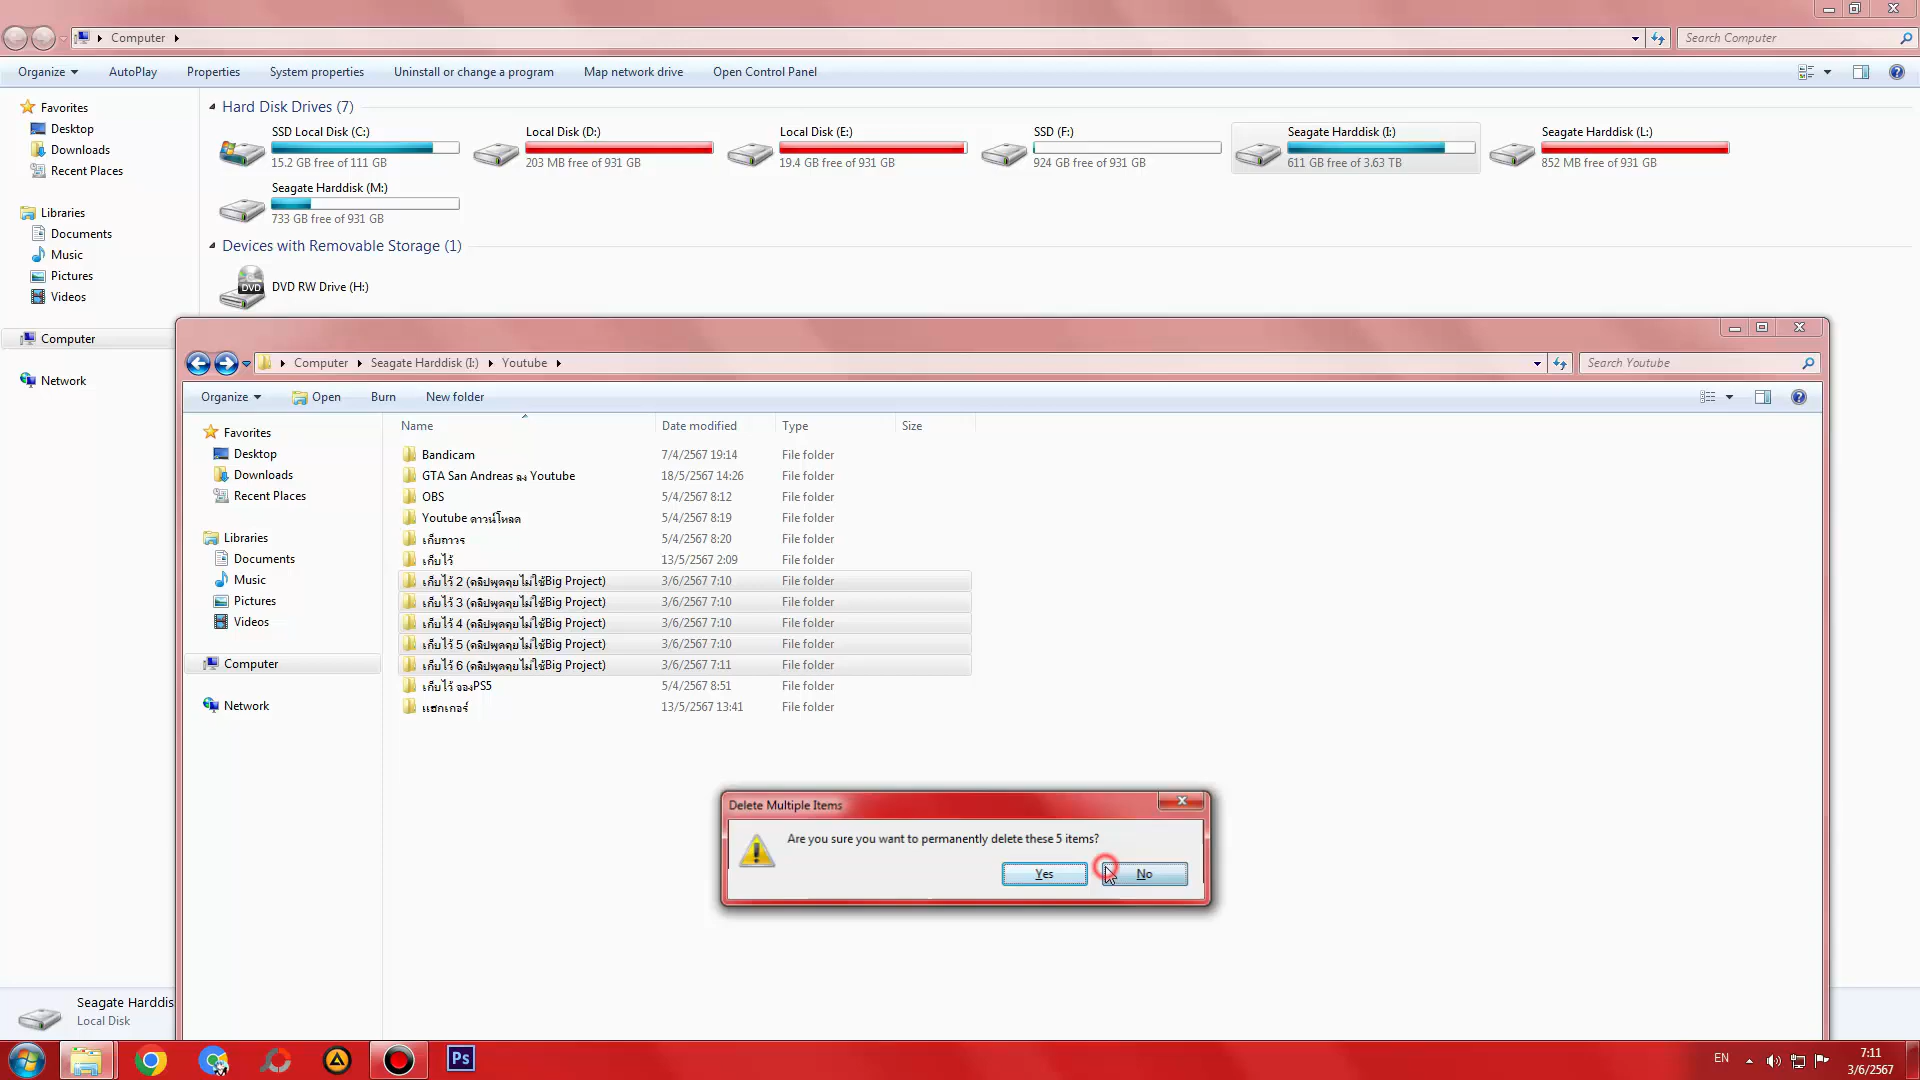 Computer
Search Computer
Organize
AutoPlay
Properties
System properties
Uninstall or change a program
Map network drive
Open Control Panel
Favorites
Desktop
Downloads
Recent Places
Libraries
Documents
Music
Pictures
Videos
Computer
Network
Hard Disk Drives (7)
SSD Local Disk (C:)
15.2 GB free of 111 GB
Local Disk (D:)
203 MB free of 931 GB
Local Disk (E:)
19.4 GB free of 931 GB
SSD (F:)
924 GB free of 931 GB
Seagate Harddisk (I:)
611 GB free of 3.63 TB
Seagate Harddisk (L:)
852 MB free of 931 GB
Seagate Harddisk (M:)
733 GB free of 931 GB
Devices with Removable Storage (1)
DVD
DVD RW Drive (H:)
Computer Seagate Harddisk (I:) Youtube
Search Youtube
Organize
Open
Burn
New folder
Favorites
Desktop
Downloads
Recent Places
Libraries
Documents
Music
Pictures
Videos
Computer
Network
Name Date modified Type Size
Bandicam 7/4/2567 19:14 File folder
GTA San Andreas ลง Youtube 18/5/2567 14:26 File folder
OBS 5/4/2567 8:12 File folder
Youtube ดาวน์โหลด 5/4/2567 8:19 File folder
เก็บถาวร 5/4/2567 8:20 File folder
เก็บไว้ 13/5/2567 2:09 File folder
เก็บไว้ 2 (คลิปพูดคุยไม่ใช้Big Project) 3/6/2567 7:10 File folder
เก็บไว้ 3 (คลิปพูดคุยไม่ใช้Big Project) 3/6/2567 7:10 File folder
เก็บไว้ 4 (คลิปพูดคุยไม่ใช้Big Project) 3/6/2567 7:10 File folder
เก็บไว้ 5 (คลิปพูดคุยไม่ใช้Big Project) 3/6/2567 7:10 File folder
เก็บไว้ 6 (คลิปพูดคุยไม่ใช้Big Project) 3/6/2567 7:11 File folder
เก็บไว้ จองPS5 5/4/2567 8:51 File folder
แฮกเกอร์ 13/5/2567 13:41 File folder
Delete Multiple Items
Are you sure you want to permanently delete these 5 items?
Yes
No
Seagate Harddis
Local Disk
Ps
EN
7:11
3/6/2567